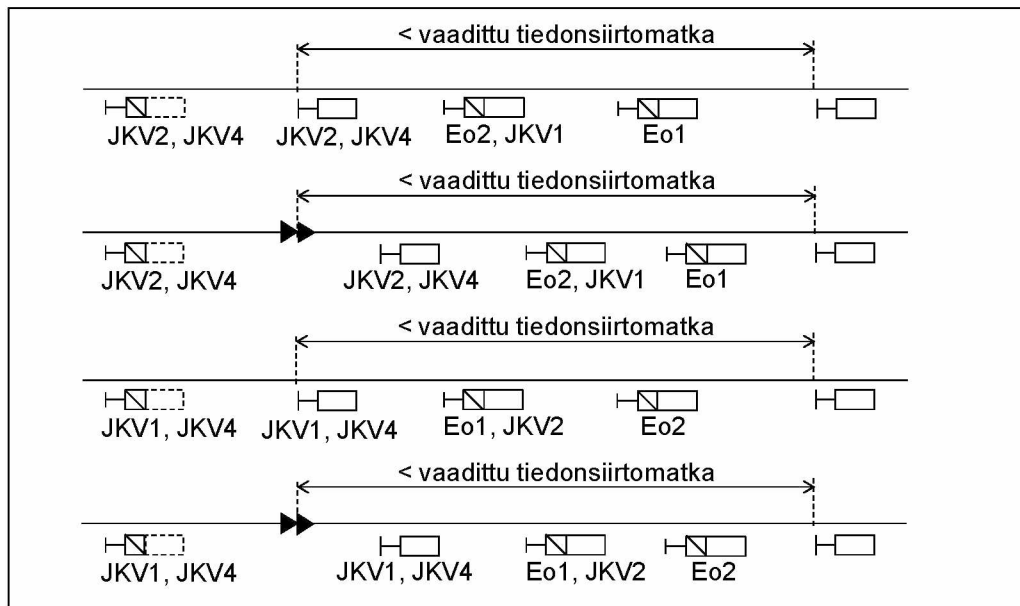 < vaadittu tiedonsiirtomatka
JKV2, JKV4 JKV2, JKV4 Eo2, JKV1 Eo1
< vaadittu tiedonsiirtomatka
JKV2, JKV4 JKV2, JKV4 Eo2, JKV1 Eo1
< vaadittu tiedonsiirtomatka
JKV1, JKV4 JKV1, JKV4 Eo1, JKV2 Eo2
< vaadittu tiedonsiirtomatka
JKV1, JKV4 JKV1, JKV4 Eo1, JKV2 Eo2